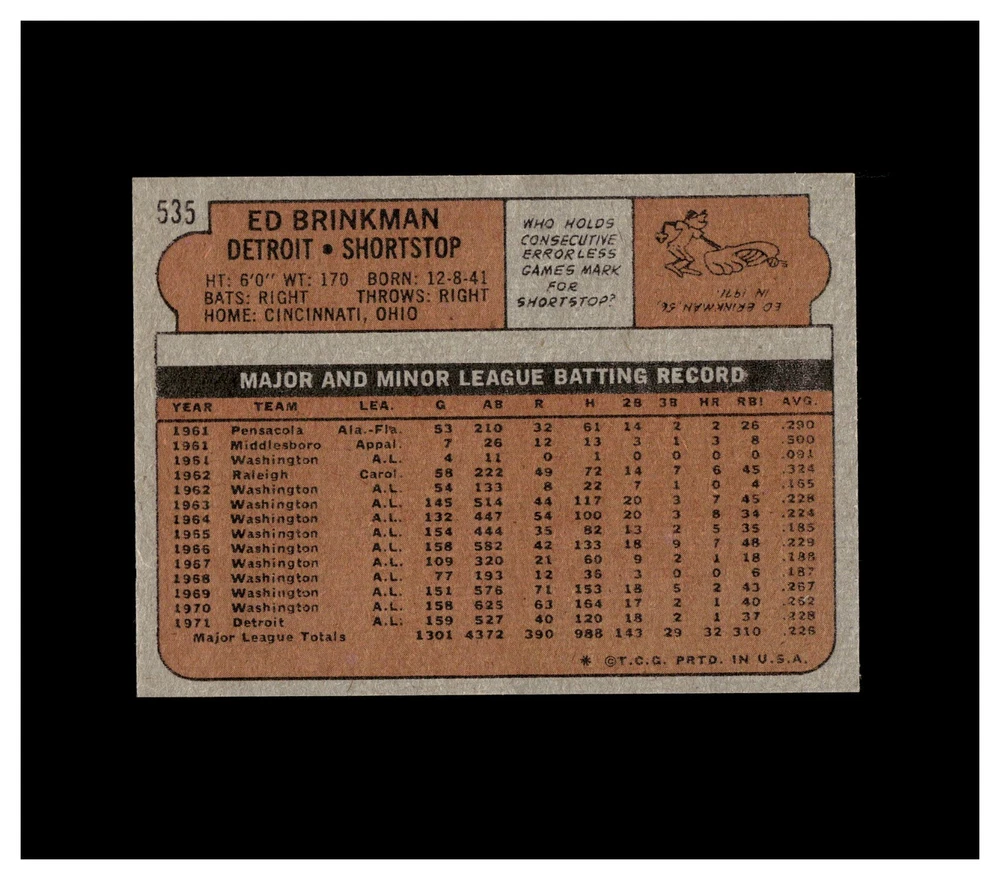 535
ED BRINKMAN
DETROIT • SHORTSTOP
HT: 6'0" WT: 170 BORN: 12-8-41
BATS: RIGHT THROWS: RIGHT
HOME: CINCINNATI, OHIO
WHO HOLDS
CONSECUTIVE
ERRORLESS
GAMES MARK
FOR
SHORTSTOP?
ED BRINKMAN, 56,
IN 1971.
MAJOR AND MINOR LEAGUE BATTING RECORD
YEAR TEAM LEA. G AB R H 2B 3B HR RBI AVG.
1961 Pensacola Ala.-Fla. 53 210 32 61 14 2 2 26 .290
1961 Middlesboro Appal. 7 26 12 13 3 1 3 8 .500
1961 Washington A.L. 4 11 0 1 0 0 0 0 .091
1962 Raleigh Carol. 58 222 49 72 14 7 6 45 .324
1962 Washington A.L. 54 133 8 22 7 1 0 4 .165
1963 Washington A.L. 145 514 44 117 20 3 7 45 .228
1964 Washington A.L. 132 447 54 100 20 3 8 34 .224
1965 Washington A.L. 154 444 35 82 13 2 5 35 .185
1966 Washington A.L. 158 582 42 133 18 9 7 48 .229
1967 Washington A.L. 109 320 21 60 9 2 1 18 .188
1968 Washington A.L. 77 193 12 36 3 0 0 6 .187
1969 Washington A.L. 151 576 71 153 18 5 2 43 .267
1970 Washington A.L. 158 625 63 164 17 2 1 40 .262
1971 Detroit A.L. 159 527 40 120 18 2 1 37 .228
Major League Totals 1301 4372 390 988 143 29 32 310 .226
* ©T.C.G. PRTD. IN U.S.A.